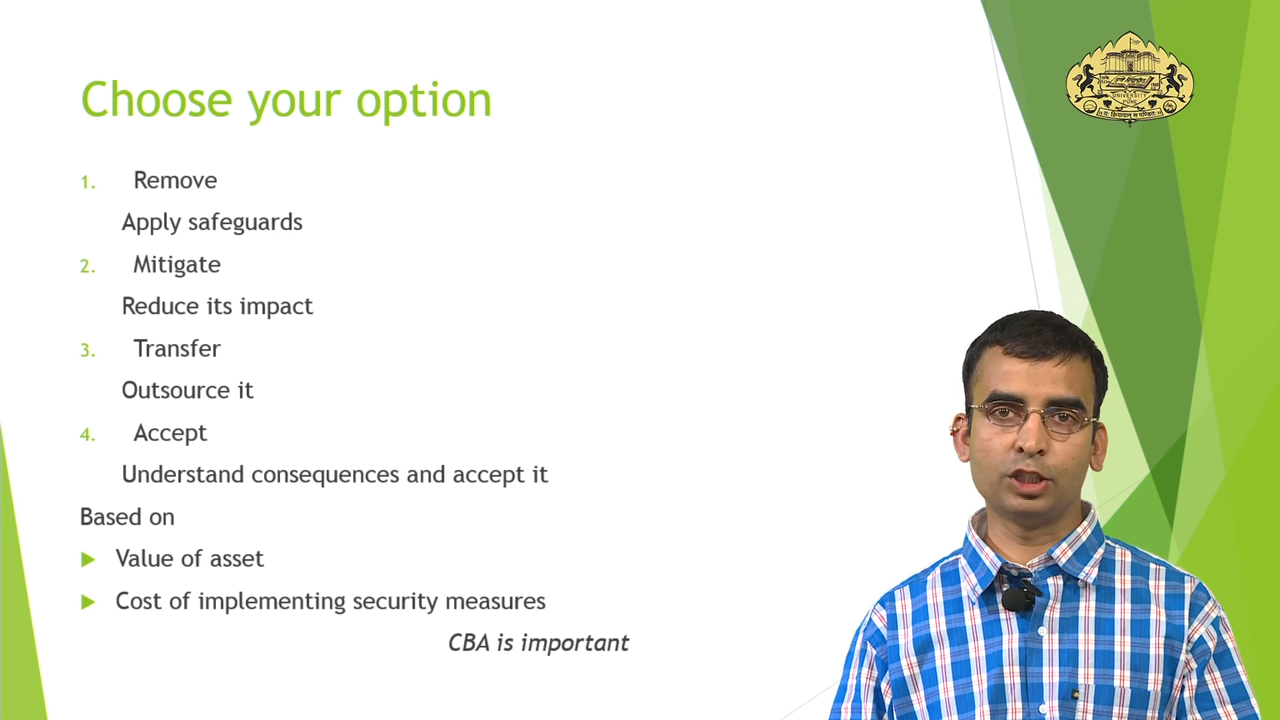 Choose your option
1. Remove
Apply safeguards
2. Mitigate
Reduce its impact
3. Transfer
Outsource it
4. Accept
Understand consequences and accept it
Based on
Value of asset
Cost of implementing security measures
CBA is important
UNIVERSITY